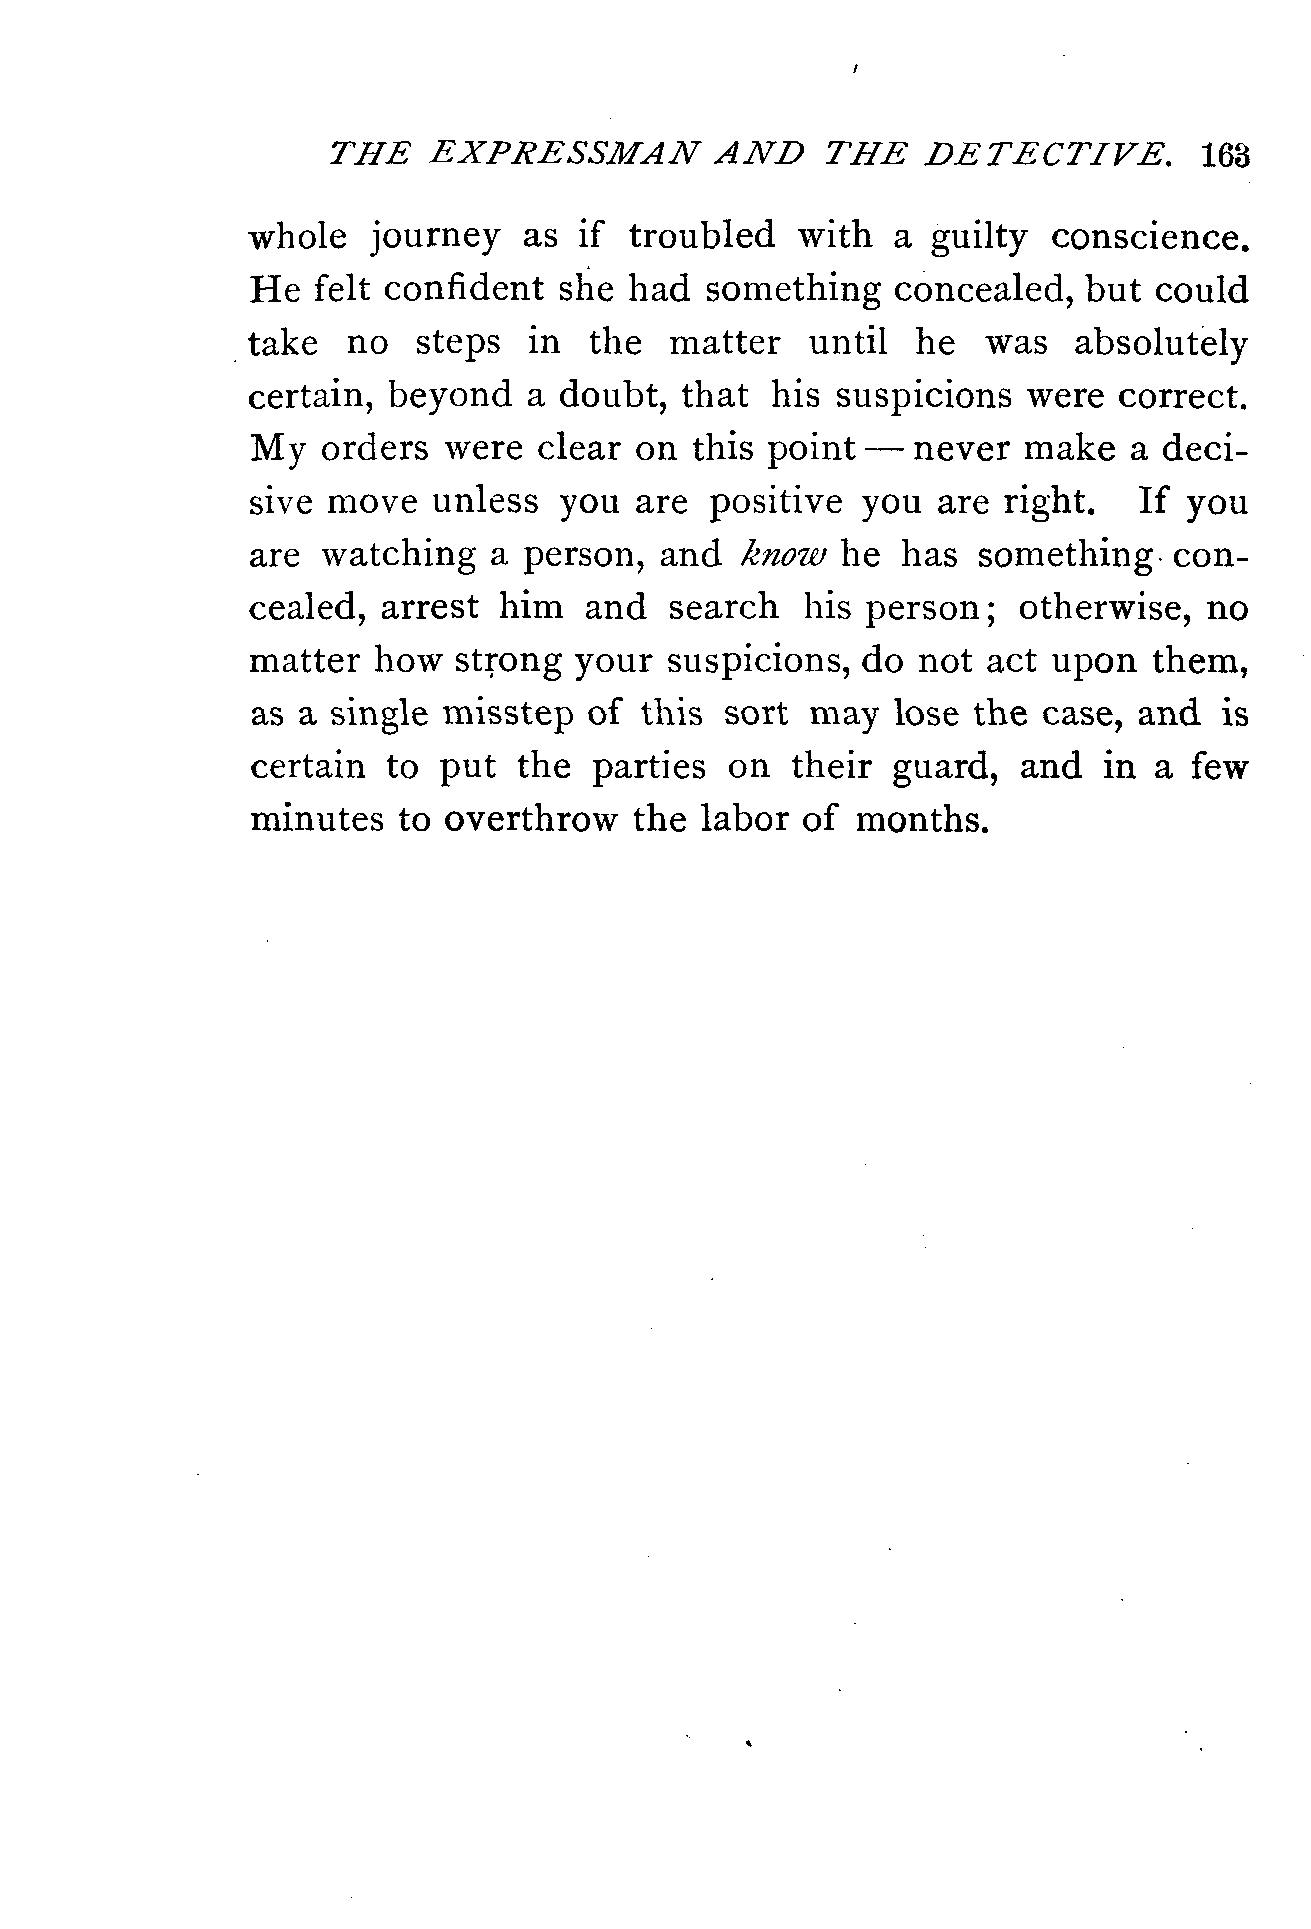 THE EXPRESSMAN AND THE DETECTIVE. 163
whole journey as if troubled with a guilty conscience.
He felt confident she had something concealed, but could
take no steps in the matter until he was absolutely
certain, beyond a doubt, that his suspicions were correct.
My orders were clear on this point — never make a deci-
sive move unless you are positive you are right. If you
are watching a person, and know he has something con-
cealed, arrest him and search his person; otherwise, no
matter how strong your suspicions, do not act upon them,
as a single misstep of this sort may lose the case, and is
certain to put the parties on their guard, and in a few
minutes to overthrow the labor of months.